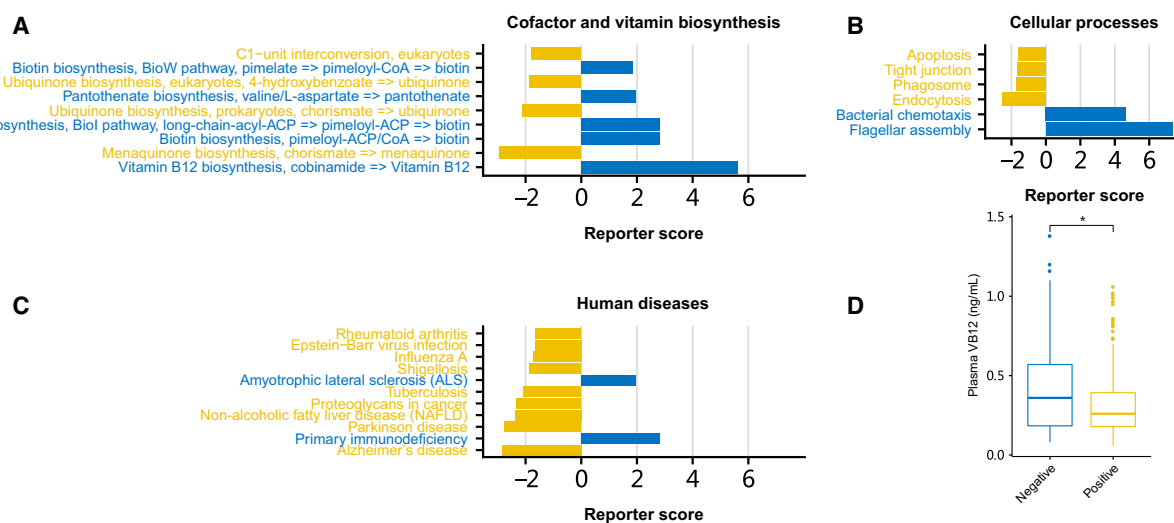 A
Cofactor and vitamin biosynthesis
C1−unit interconversion, eukaryotes
Biotin biosynthesis, BioW pathway, pimelate => pimeloyl-CoA => biotin
Ubiquinone biosynthesis, eukaryotes, 4-hydroxybenzoate => ubiquinone
Pantothenate biosynthesis, valine/L-aspartate => pantothenate
Ubiquinone biosynthesis, prokaryotes, chorismate => ubiquinone
BioI pathway, long-chain-acyl-ACP => pimeloyl-ACP => biotin
Biotin biosynthesis, pimeloyl-ACP/CoA => biotin
Menaquinone biosynthesis, chorismate => menaquinone
Vitamin B12 biosynthesis, cobinamide => Vitamin B12
−2 0 2 4 6
Reporter score
B
Cellular processes
Apoptosis
Tight junction
Phagosome
Endocytosis
Bacterial chemotaxis
Flagellar assembly
−2 0 2 4 6
Reporter score
C
Human diseases
Rheumatoid arthritis
Epstein−Barr virus infection
Influenza A
Shigellosis
Amyotrophic lateral sclerosis (ALS)
Tuberculosis
Proteoglycans in cancer
Non-alcoholic fatty liver disease (NAFLD)
Parkinson disease
Primary immunodeficiency
Alzheimer's disease
−2 0 2 4 6
Reporter score
D
Plasma VB12 (ng/mL)
1.5
1.0
0.5
0.0
*
Negative
Positive